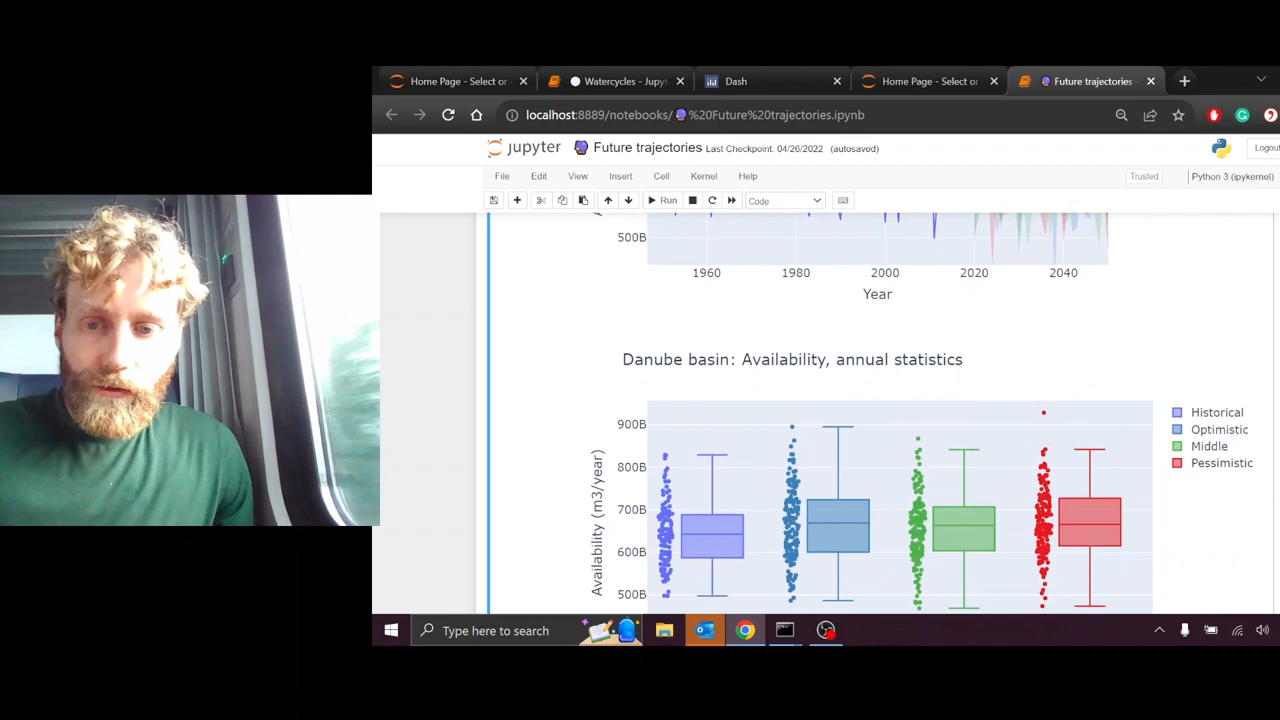 Home Page - Select or
Watercycles - Jupyt
Dash
Home Page - Select or
Future trajectories -
localhost:8889/notebooks/🔮%20Future%20trajectories.ipynb
jupyter Future trajectories Last Checkpoint: 04/26/2022 (autosaved)
Logout
File Edit View Insert Cell Kernel Help
Trusted
Python 3 (ipykernel)
Run
Code
500B
1960 1980 2000 2020 2040
Year
Danube basin: Availability, annual statistics
Availability (m3/year)
900B
800B
700B
600B
500B
Historical
Optimistic
Middle
Pessimistic
Type here to search